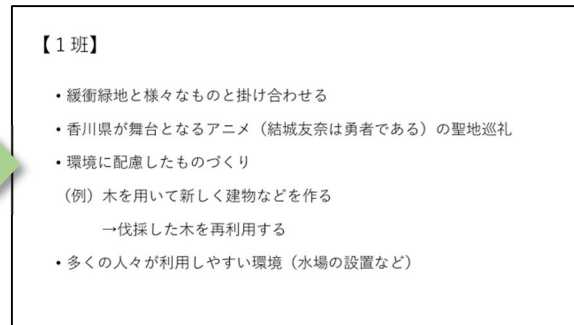 【１班】
・緩衝緑地と様々なものと掛け合わせる
・香川県が舞台となるアニメ（結城友奈は勇者である）の聖地巡礼
・環境に配慮したものづくり
（例）木を用いて新しく建物などを作る
→伐採した木を再利用する
・多くの人々が利用しやすい環境（水場の設置など）